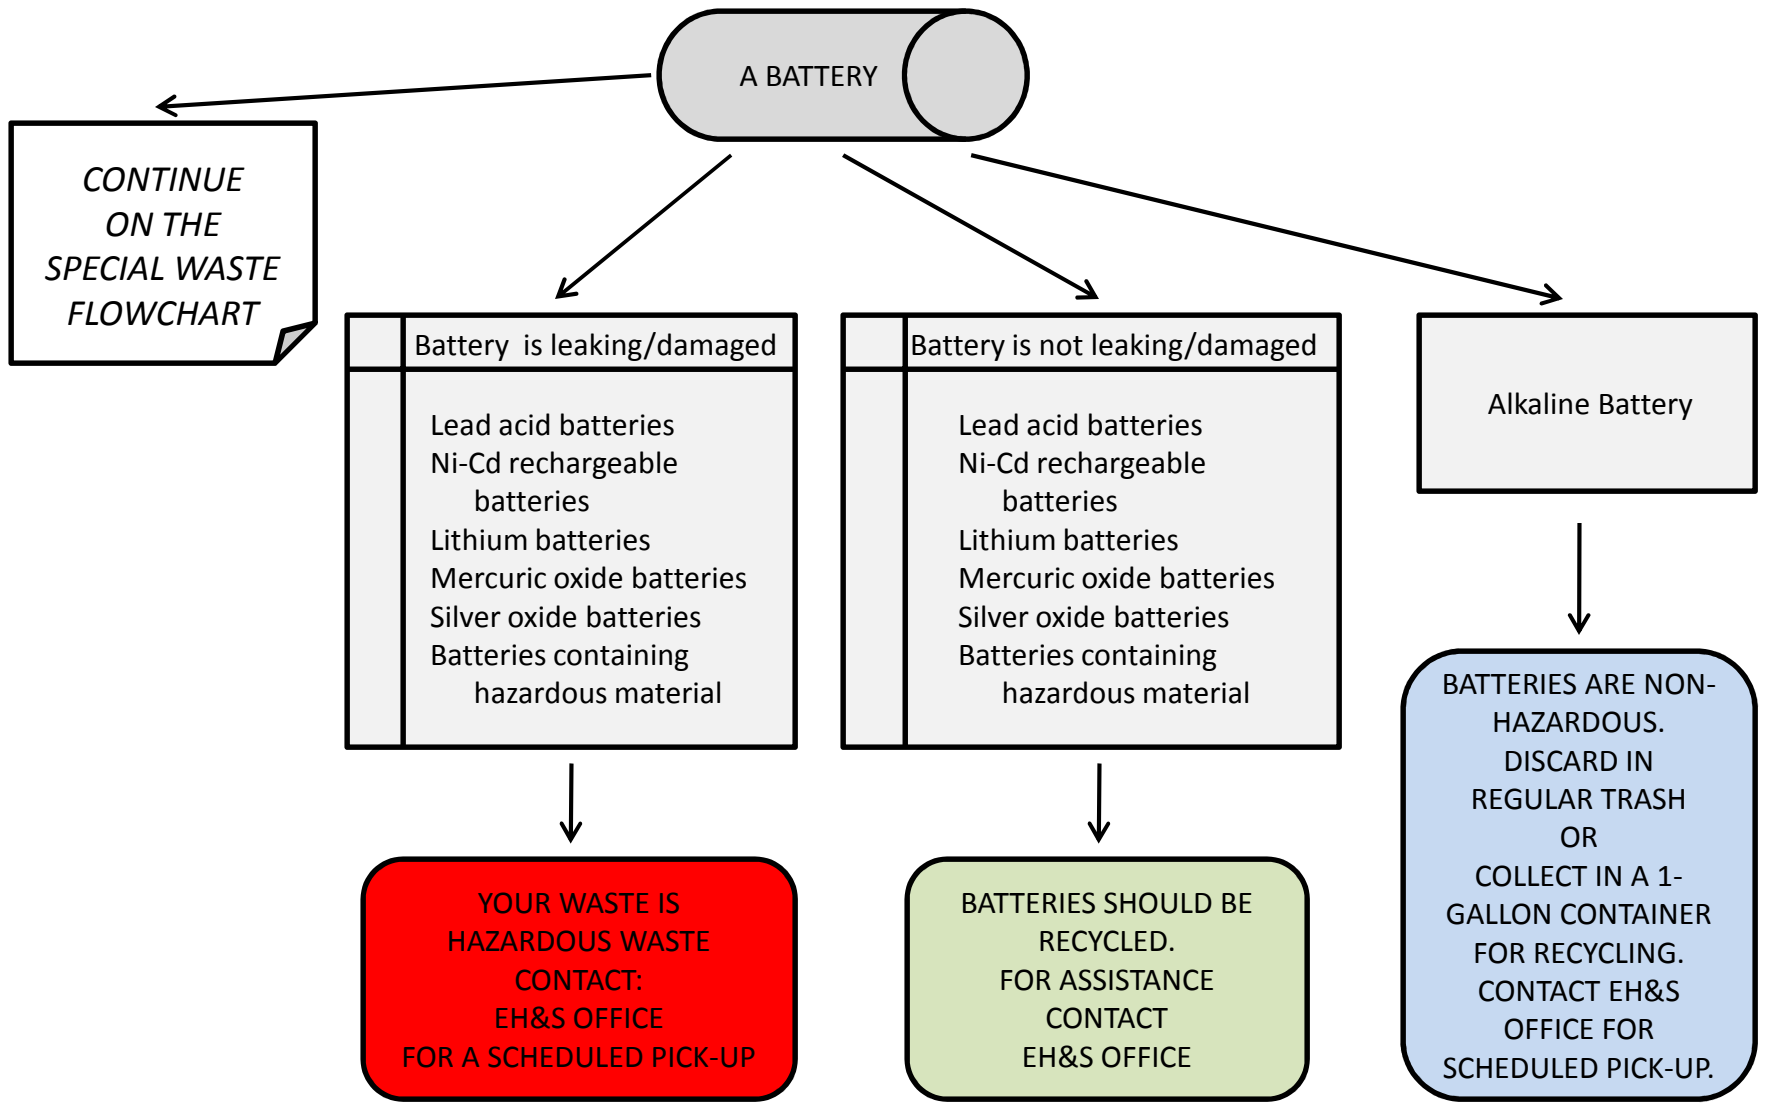 A BATTERY
CONTINUE
ON THE
SPECIAL WASTE
FLOWCHART
Battery  is leaking/damaged
Lead acid batteries
Ni-Cd rechargeable
batteries
Lithium batteries
Mercuric oxide batteries
Silver oxide batteries
Batteries containing
hazardous material
Battery is not leaking/damaged
Lead acid batteries
Ni-Cd rechargeable
batteries
Lithium batteries
Mercuric oxide batteries
Silver oxide batteries
Batteries containing
hazardous material
Alkaline Battery
YOUR WASTE IS
HAZARDOUS WASTE
CONTACT:
EH&S OFFICE
FOR A SCHEDULED PICK-UP
BATTERIES SHOULD BE
RECYCLED.
FOR ASSISTANCE
CONTACT
EH&S OFFICE
BATTERIES ARE NON-
HAZARDOUS.
DISCARD IN
REGULAR TRASH
OR
COLLECT IN A 1-
GALLON CONTAINER
FOR RECYCLING.
CONTACT EH&S
OFFICE FOR
SCHEDULED PICK-UP.